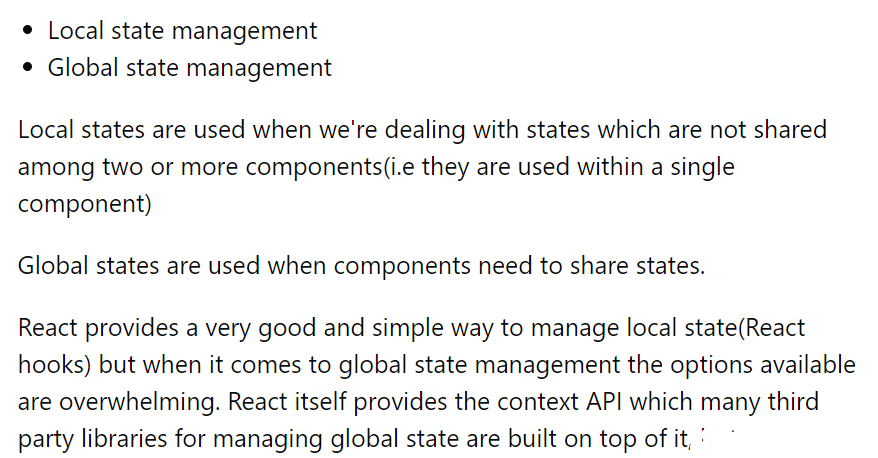 • Local state management
• Global state management
Local states are used when we're dealing with states which are not shared
among two or more components(i.e they are used within a single
component)
Global states are used when components need to share states.
React provides a very good and simple way to manage local state(React
hooks) but when it comes to global state management the options available
are overwhelming. React itself provides the context API which many third
party libraries for managing global state are built on top of it,